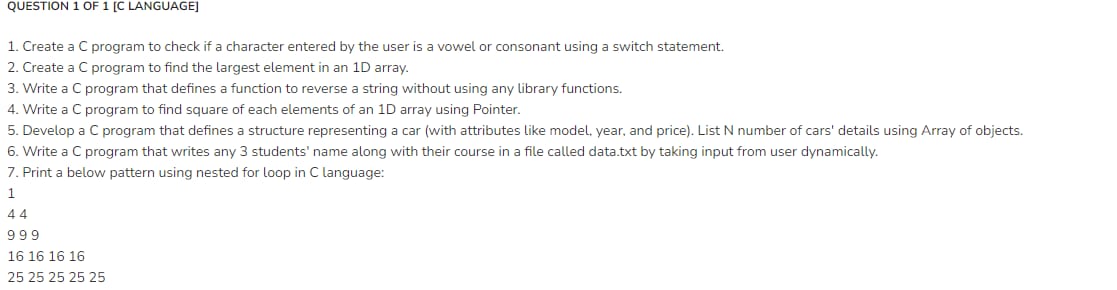 QUESTION 1 OF 1 [C LANGUAGE]
1. Create a C program to check if a character entered by the user is a vowel or consonant using a switch statement.
2. Create a C program to find the largest element in an 1D array.
3. Write a C program that defines a function to reverse a string without using any library functions.
4. Write a C program to find square of each elements of an 1D array using Pointer.
5. Develop a C program that defines a structure representing a car (with attributes like model, year, and price). List N number of cars' details using Array of objects.
6. Write a C program that writes any 3 students' name along with their course in a file called data.txt by taking input from user dynamically.
7. Print a below pattern using nested for loop in C language:
1
4 4
9 9 9
16 16 16 16
25 25 25 25 25